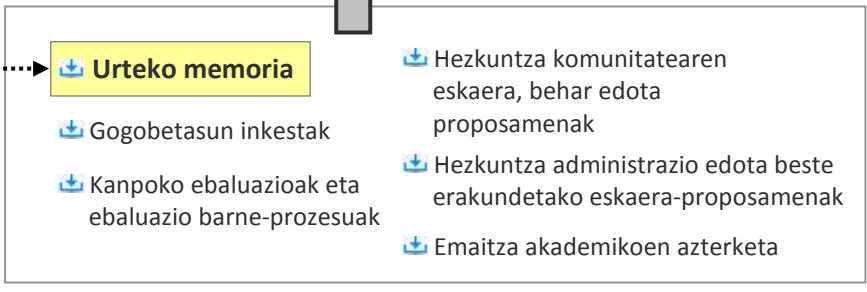 Urteko memoria
Gogobetasun inkestak
Kanpoko ebaluazioak eta
ebaluazio barne-prozesuak
Hezkuntza komunitatearen
eskaera, behar edota
proposamenak
Hezkuntza administrazio edota beste
erakundetako eskaera-proposamenak
Emaitza akademikoen azterketa